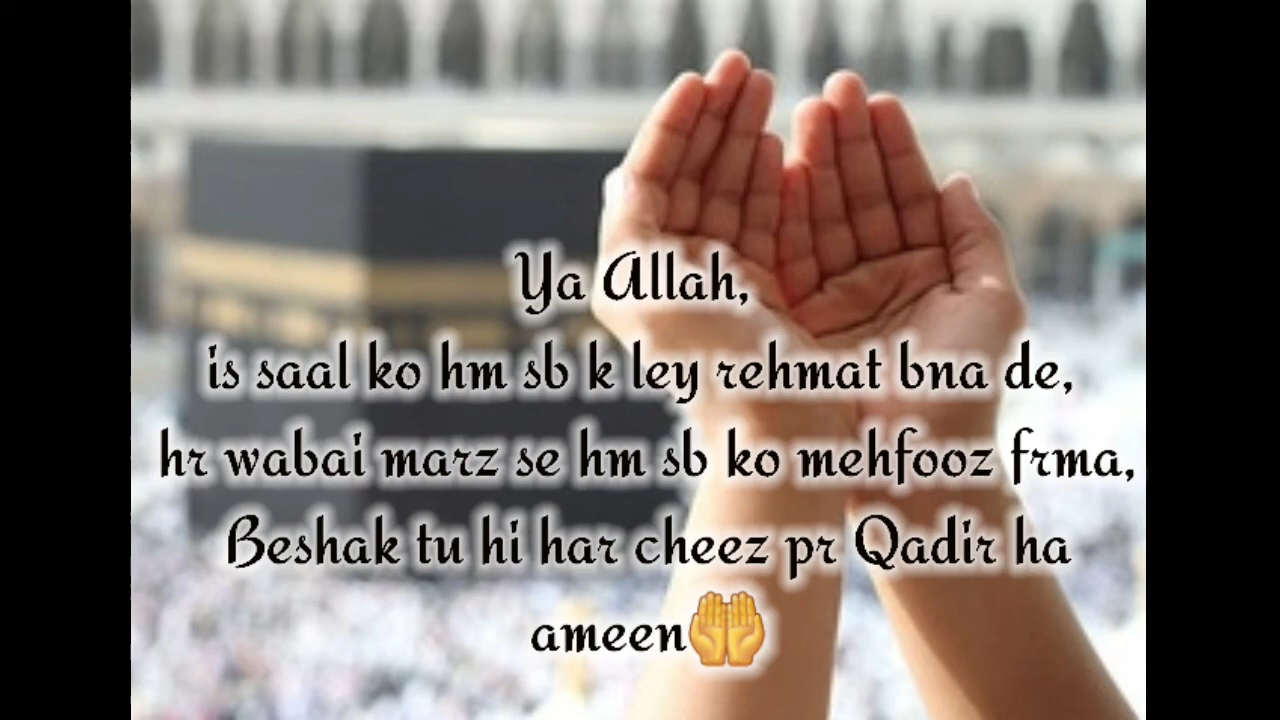 Ya Allah,
is saal ko hm sb k ley rehmat bna de,
hr wabai marz se hm sb ko mehfooz frma,
Beshak tu hi har cheez pr Qadir ha
ameen🤲